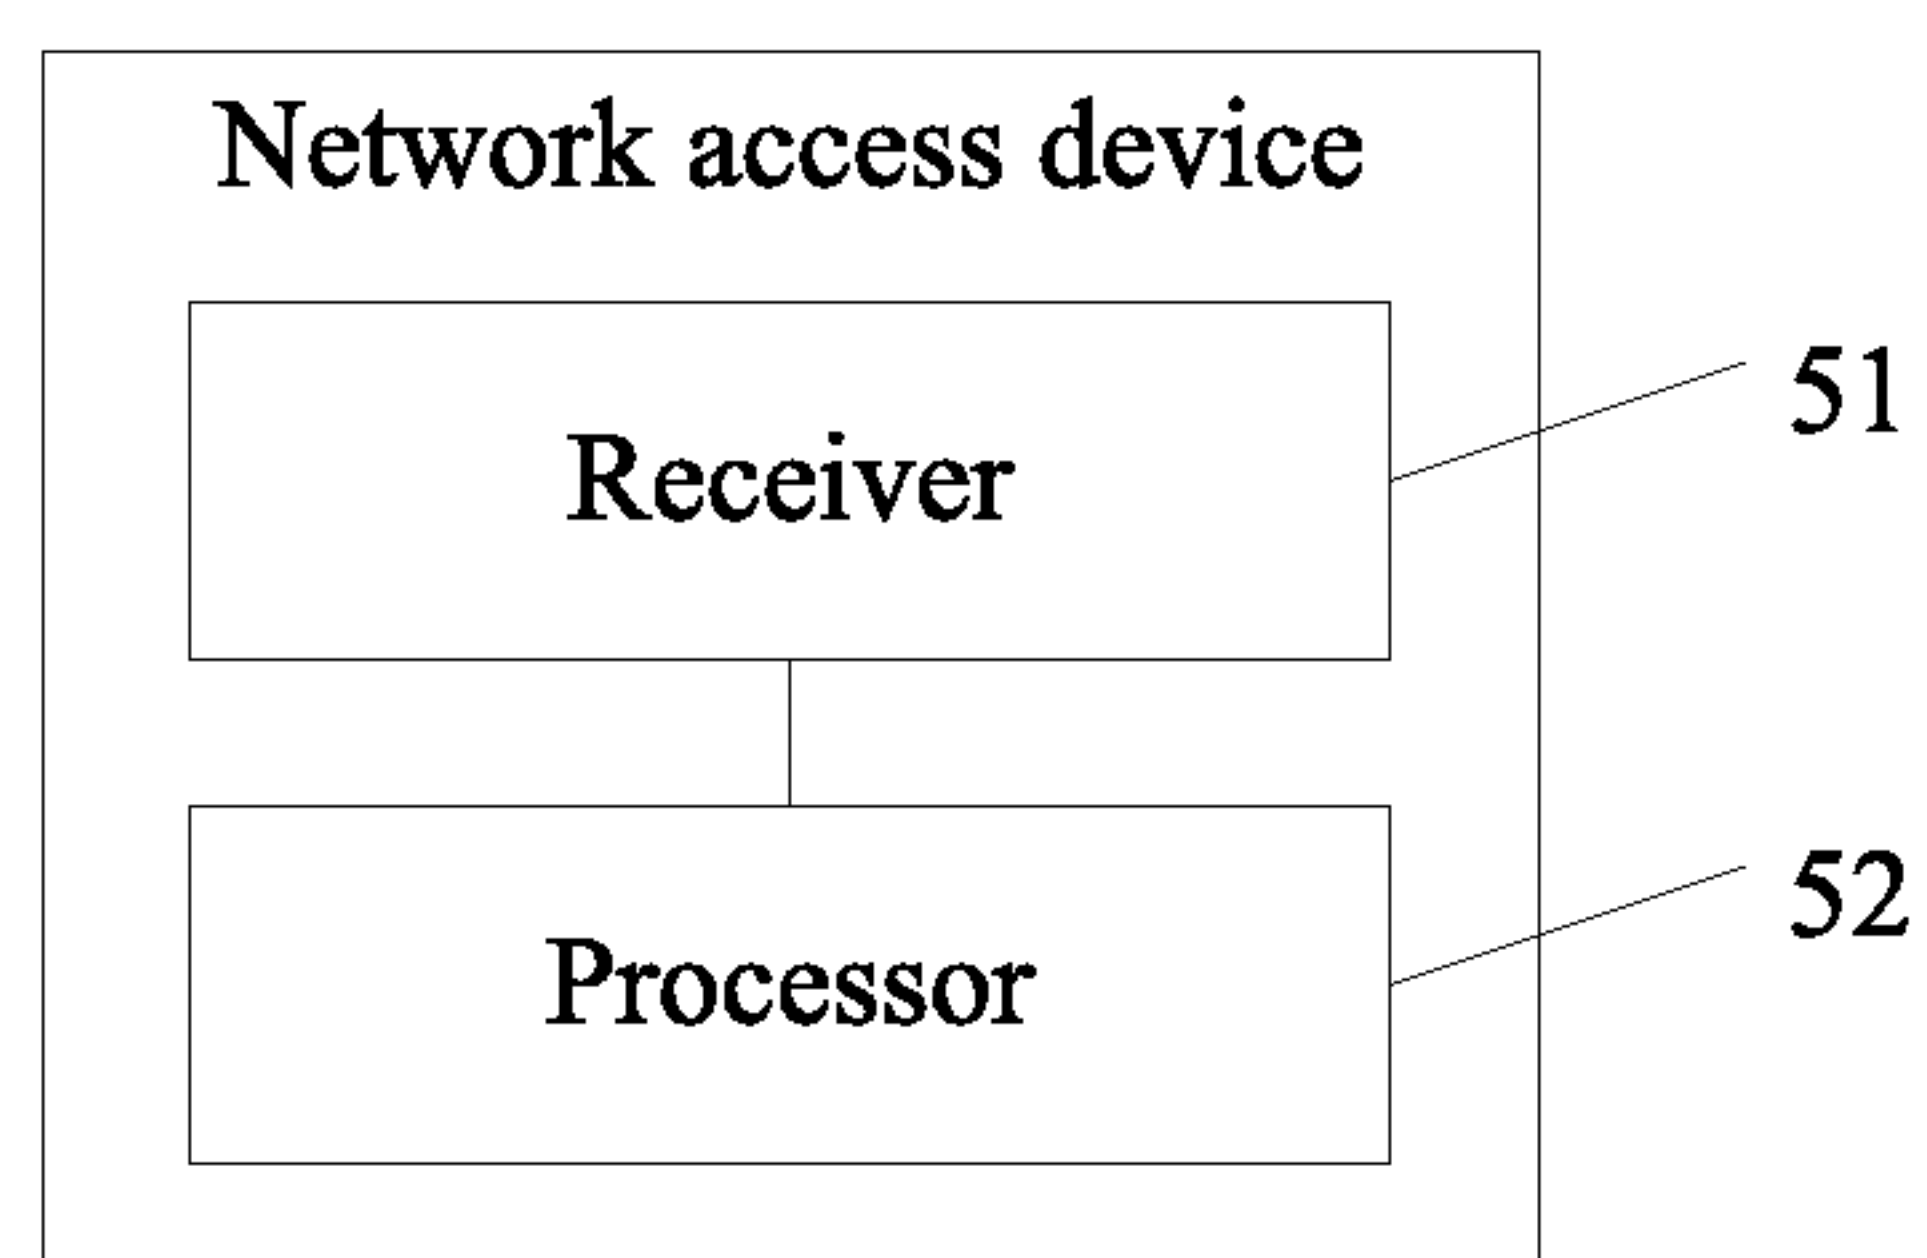 Network access device
Receiver
51
Processor
52